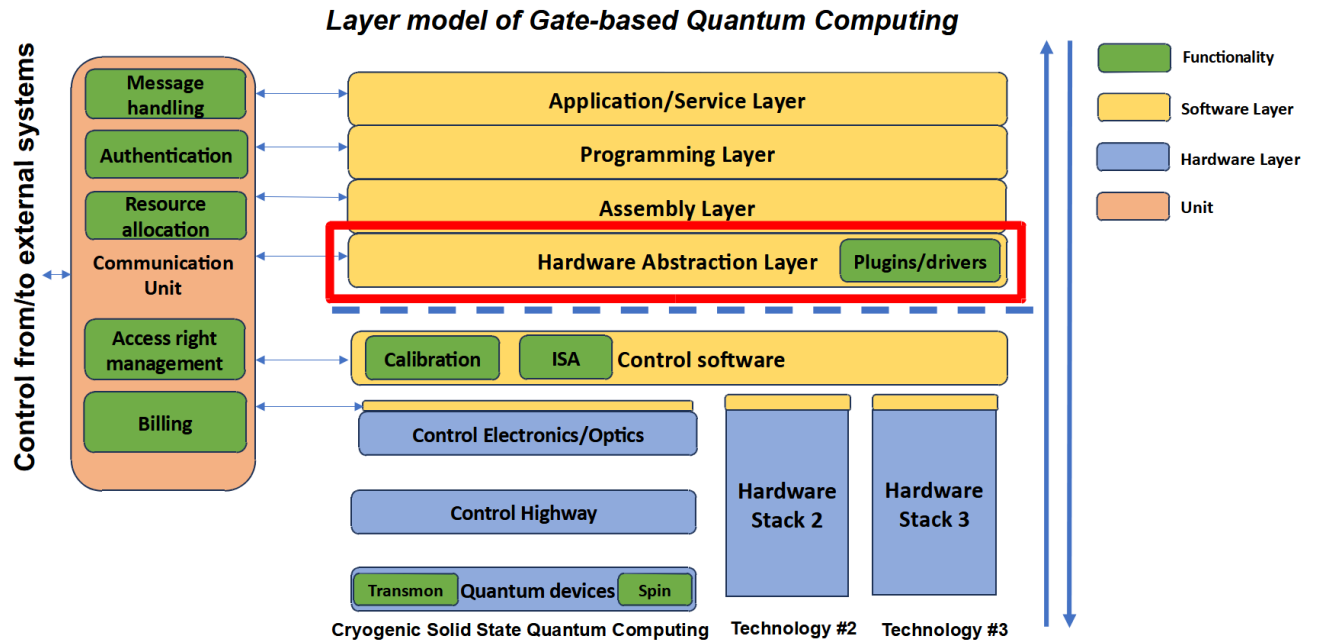 Layer model of Gate-based Quantum Computing
Control from/to external systems
Message
handling
Authentication
Resource
allocation
Communication
Unit
Access right
management
Billing
Application/Service Layer
Programming Layer
Assembly Layer
Hardware Abstraction Layer
Plugins/drivers
Calibration
ISA
Control software
Control Electronics/Optics
Control Highway
Transmon
Quantum devices
Spin
Cryogenic Solid State Quantum Computing
Hardware
Stack 2
Technology #2
Hardware
Stack 3
Technology #3
Functionality
Software Layer
Hardware Layer
Unit